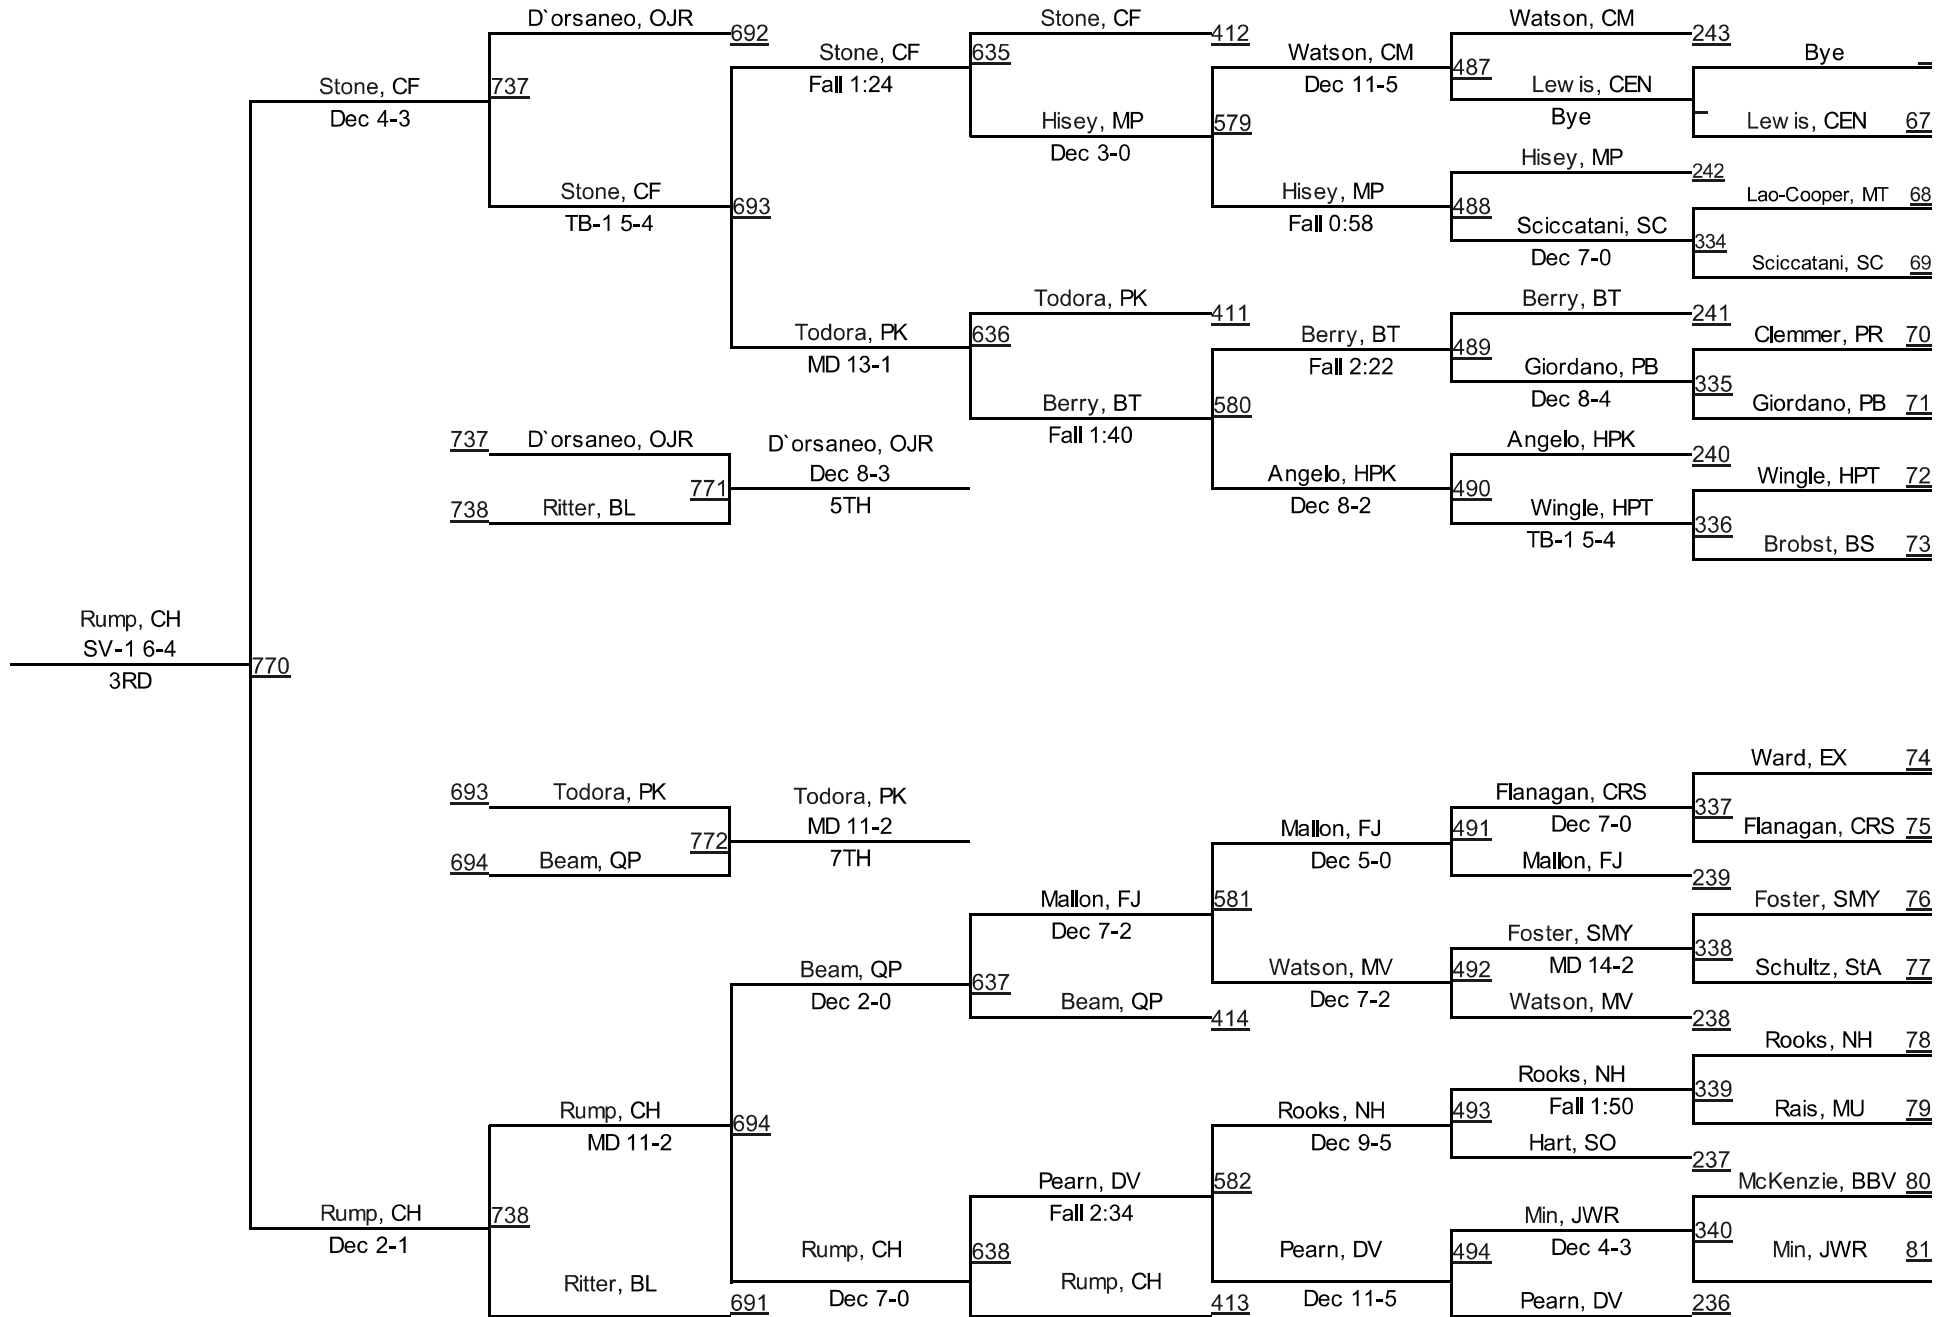 D`orsaneo, OJR
692
Stone, CF
412
Watson, CM
243
Stone, CF
Fall 1:24
635
Watson, CM
Dec 11-5
487
Bye
Stone, CF
Dec 4-3
737
Lewis, CEN
Bye
Lewis, CEN 67
Hisey, MP
Dec 3-0
579
Hisey, MP
242
Stone, CF
TB-1 5-4
693
Hisey, MP
Fall 0:58
488
Lao-Cooper, MT 68
Sciccatani, SC
Dec 7-0
334
Sciccatani, SC 69
Todora, PK
411
Berry, BT
241
Todora, PK
MD 13-1
636
Berry, BT
Fall 2:22
489
Clemmer, PR 70
Giordano, PB
Dec 8-4
335
Giordano, PB 71
Berry, BT
Fall 1:40
580
737 D`orsaneo, OJR
D`orsaneo, OJR
Dec 8-3
5TH
771
738 Ritter, BL
Angelo, HPK
240
Angelo, HPK
Dec 8-2
490
Wingle, HPT 72
Wingle, HPT
TB-1 5-4
336
Brobst, BS 73
Rump, CH
SV-1 6-4
3RD
770
Ward, EX 74
693 Todora, PK
Todora, PK
MD 11-2
7TH
772
694 Beam, QP
Flanagan, CRS
Dec 7-0
337
Flanagan, CRS 75
Mallon, FJ
Dec 5-0
491
Mallon, FJ
239
Mallon, FJ
Dec 7-2
581
Foster, SMY 76
Foster, SMY
MD 14-2
338
Schultz, StA 77
Beam, QP
Dec 2-0
637
Watson, MV
Dec 7-2
492
Watson, MV
238
Beam, QP
414
Rooks, NH 78
Rooks, NH
Fall 1:50
339
Rais, MU 79
Rump, CH
MD 11-2
694
Rooks, NH
Dec 9-5
493
Hart, SO
237
Pearn, DV
Fall 2:34
582
McKenzie, BBV 80
Rump, CH
Dec 2-1
738
Min, JWR
Dec 4-3
340
Min, JWR 81
Rump, CH
Dec 7-0
638
Pearn, DV
Dec 11-5
494
Ritter, BL
691
Rump, CH
413
Pearn, DV
236